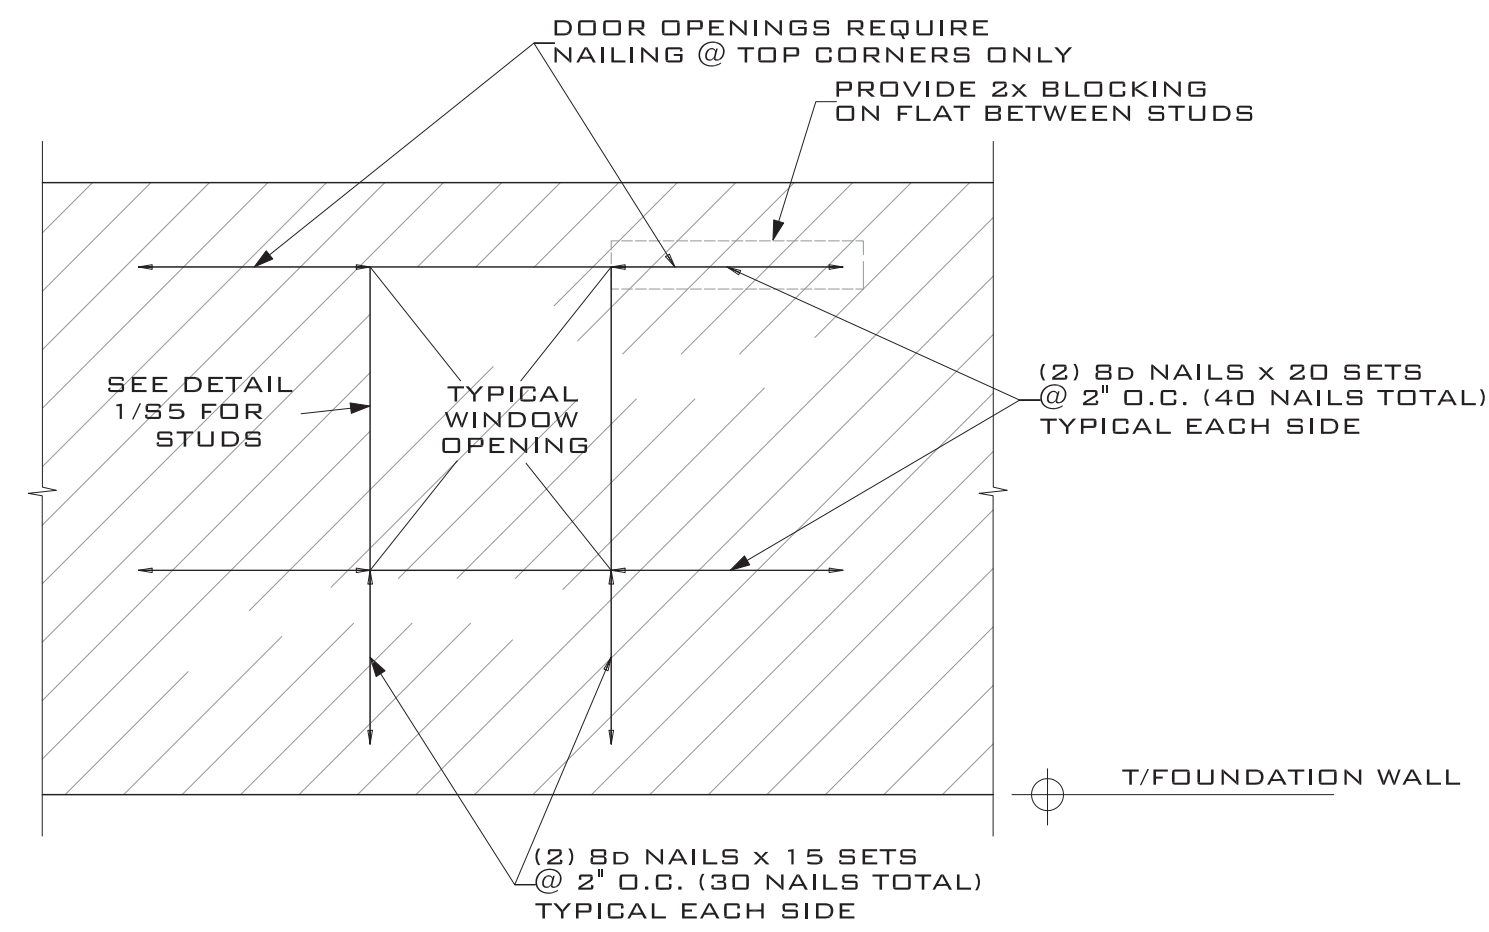 DOOR OPENINGS REQUIRE
NAILING @ TOP CORNERS ONLY
PROVIDE 2x BLOCKING
ON FLAT BETWEEN STUDS
SEE DETAIL
1/S5 FOR
STUDS
TYPICAL
WINDOW
OPENING
(2) 8D NAILS x 20 SETS
@ 2" O.C. (40 NAILS TOTAL)
TYPICAL EACH SIDE
T/FOUNDATION WALL
(2) 8D NAILS x 15 SETS
@ 2" O.C. (30 NAILS TOTAL)
TYPICAL EACH SIDE